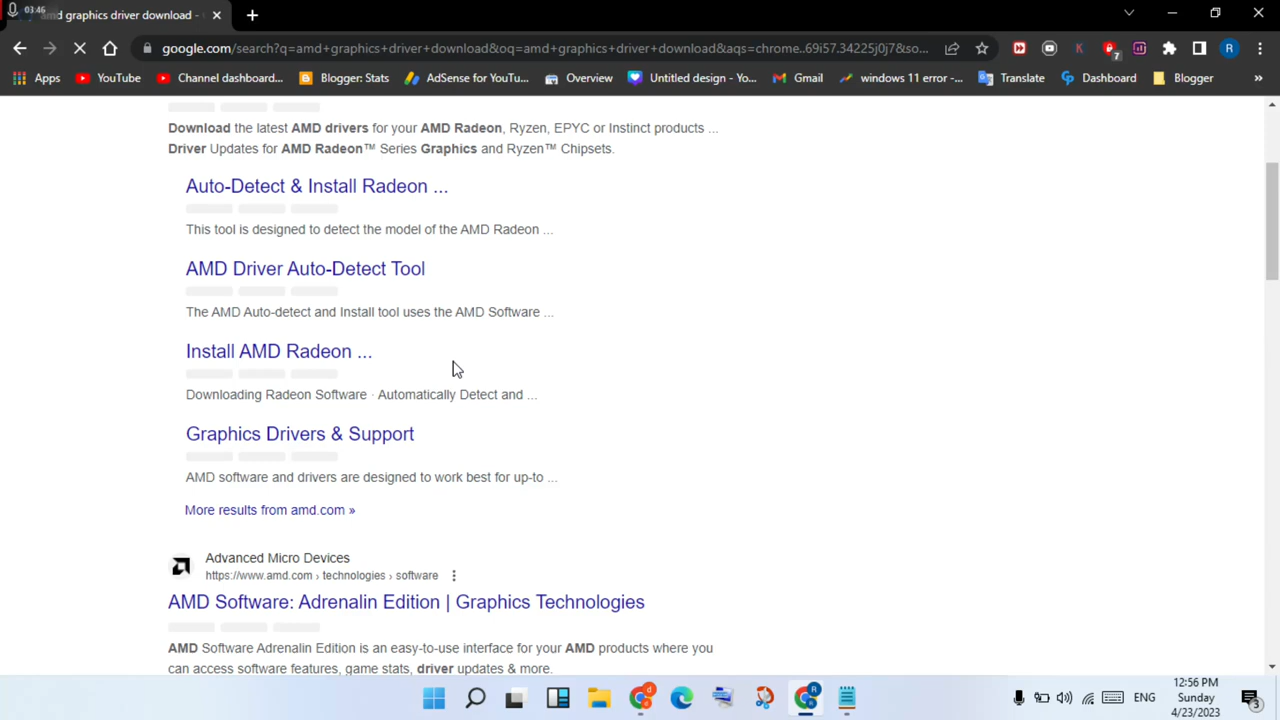 03:46
amd graphics driver download -
google.com/search?q=amd+graphics+driver+download&oq=amd+graphics+driver+download&aqs=chrome..69i57.34225j0j7&so...
K
7
R
Apps
YouTube
Channel dashboard...
Blogger: Stats
AdSense for YouTu...
Overview
Untitled design - Yo...
Gmail
windows 11 error -...
Translate
Dashboard
Blogger
»
Download the latest AMD drivers for your AMD Radeon, Ryzen, EPYC or Instinct products ...
Driver Updates for AMD Radeon™ Series Graphics and Ryzen™ Chipsets.
Auto-Detect & Install Radeon ...
This tool is designed to detect the model of the AMD Radeon ...
AMD Driver Auto-Detect Tool
The AMD Auto-detect and Install tool uses the AMD Software ...
Install AMD Radeon ...
Downloading Radeon Software · Automatically Detect and ...
Graphics Drivers & Support
AMD software and drivers are designed to work best for up-to ...
More results from amd.com »
Advanced Micro Devices
https://www.amd.com › technologies › software
AMD Software: Adrenalin Edition | Graphics Technologies
AMD Software Adrenalin Edition is an easy-to-use interface for your AMD products where you
can access software features, game stats, driver updates & more.
d
R
ENG
12:56 PM
Sunday
4/23/2023
3